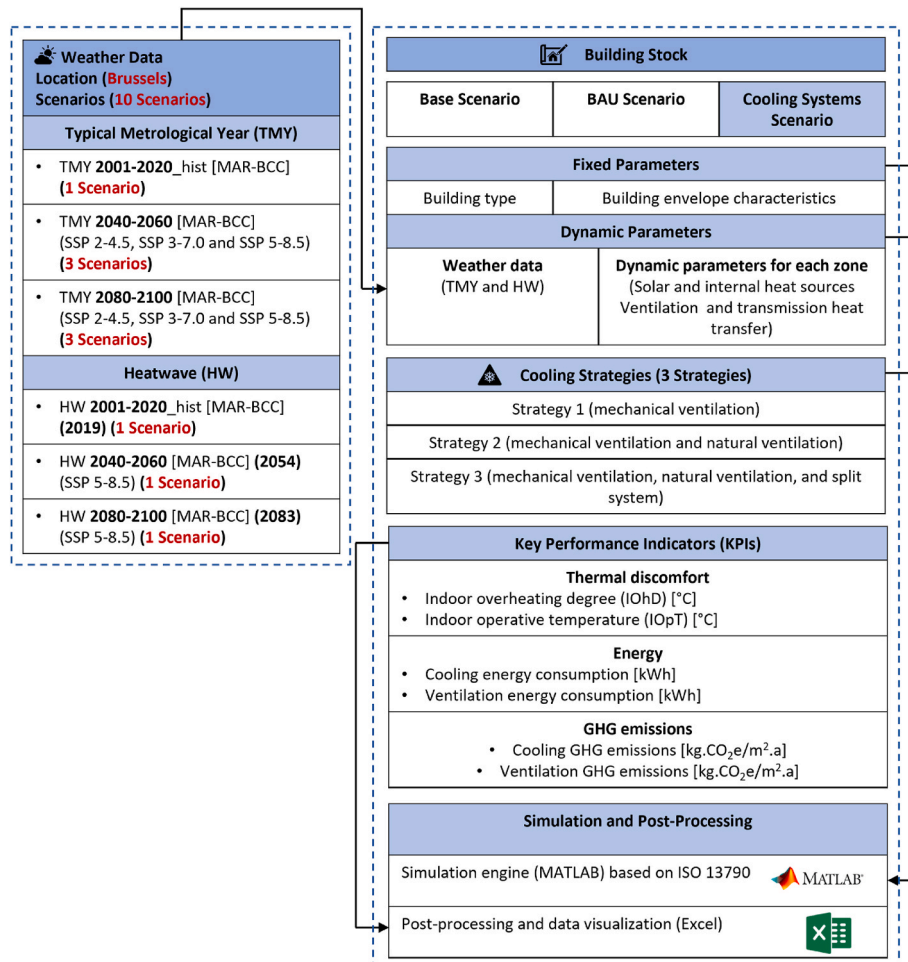 Weather Data
Location (Brussels)
Scenarios (10 Scenarios)
Typical Metrological Year (TMY)
• TMY 2001-2020_hist [MAR-BCC]
(1 Scenario)
• TMY 2040-2060 [MAR-BCC]
(SSP 2-4.5, SSP 3-7.0 and SSP 5-8.5)
(3 Scenarios)
• TMY 2080-2100 [MAR-BCC]
(SSP 2-4.5, SSP 3-7.0 and SSP 5-8.5)
(3 Scenarios)
Heatwave (HW)
• HW 2001-2020_hist [MAR-BCC]
(2019) (1 Scenario)
• HW 2040-2060 [MAR-BCC] (2054)
(SSP 5-8.5) (1 Scenario)
• HW 2080-2100 [MAR-BCC] (2083)
(SSP 5-8.5) (1 Scenario)
Building Stock
Base Scenario
BAU Scenario
Cooling Systems
Scenario
Fixed Parameters
Building type
Building envelope characteristics
Dynamic Parameters
Weather data
(TMY and HW)
Dynamic parameters for each zone
(Solar and internal heat sources
Ventilation and transmission heat
transfer)
Cooling Strategies (3 Strategies)
Strategy 1 (mechanical ventilation)
Strategy 2 (mechanical ventilation and natural ventilation)
Strategy 3 (mechanical ventilation, natural ventilation, and split
system)
Key Performance Indicators (KPIs)
Thermal discomfort
• Indoor overheating degree (IOhD) [°C]
• Indoor operative temperature (IOpT) [°C]
Energy
• Cooling energy consumption [kWh]
• Ventilation energy consumption [kWh]
GHG emissions
• Cooling GHG emissions [kg.CO₂e/m².a]
• Ventilation GHG emissions [kg.CO₂e/m².a]
Simulation and Post-Processing
Simulation engine (MATLAB) based on ISO 13790
MATLAB®
Post-processing and data visualization (Excel)
X